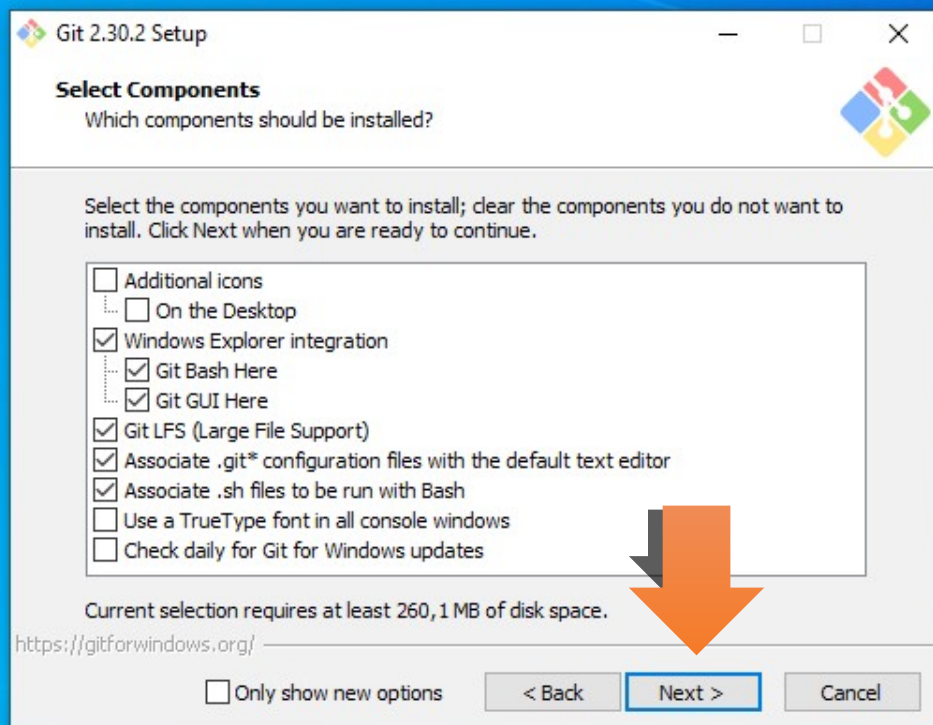 Git 2.30.2 Setup
Select Components
Which components should be installed?
Select the components you want to install; clear the components you do not want to
install. Click Next when you are ready to continue.
Additional icons
On the Desktop
Windows Explorer integration
Git Bash Here
Git GUI Here
Git LFS (Large File Support)
Associate .git* configuration files with the default text editor
Associate .sh files to be run with Bash
Use a TrueType font in all console windows
Check daily for Git for Windows updates
Current selection requires at least 260,1 MB of disk space.
https://gitforwindows.org/
Only show new options
< Back
Next >
Cancel